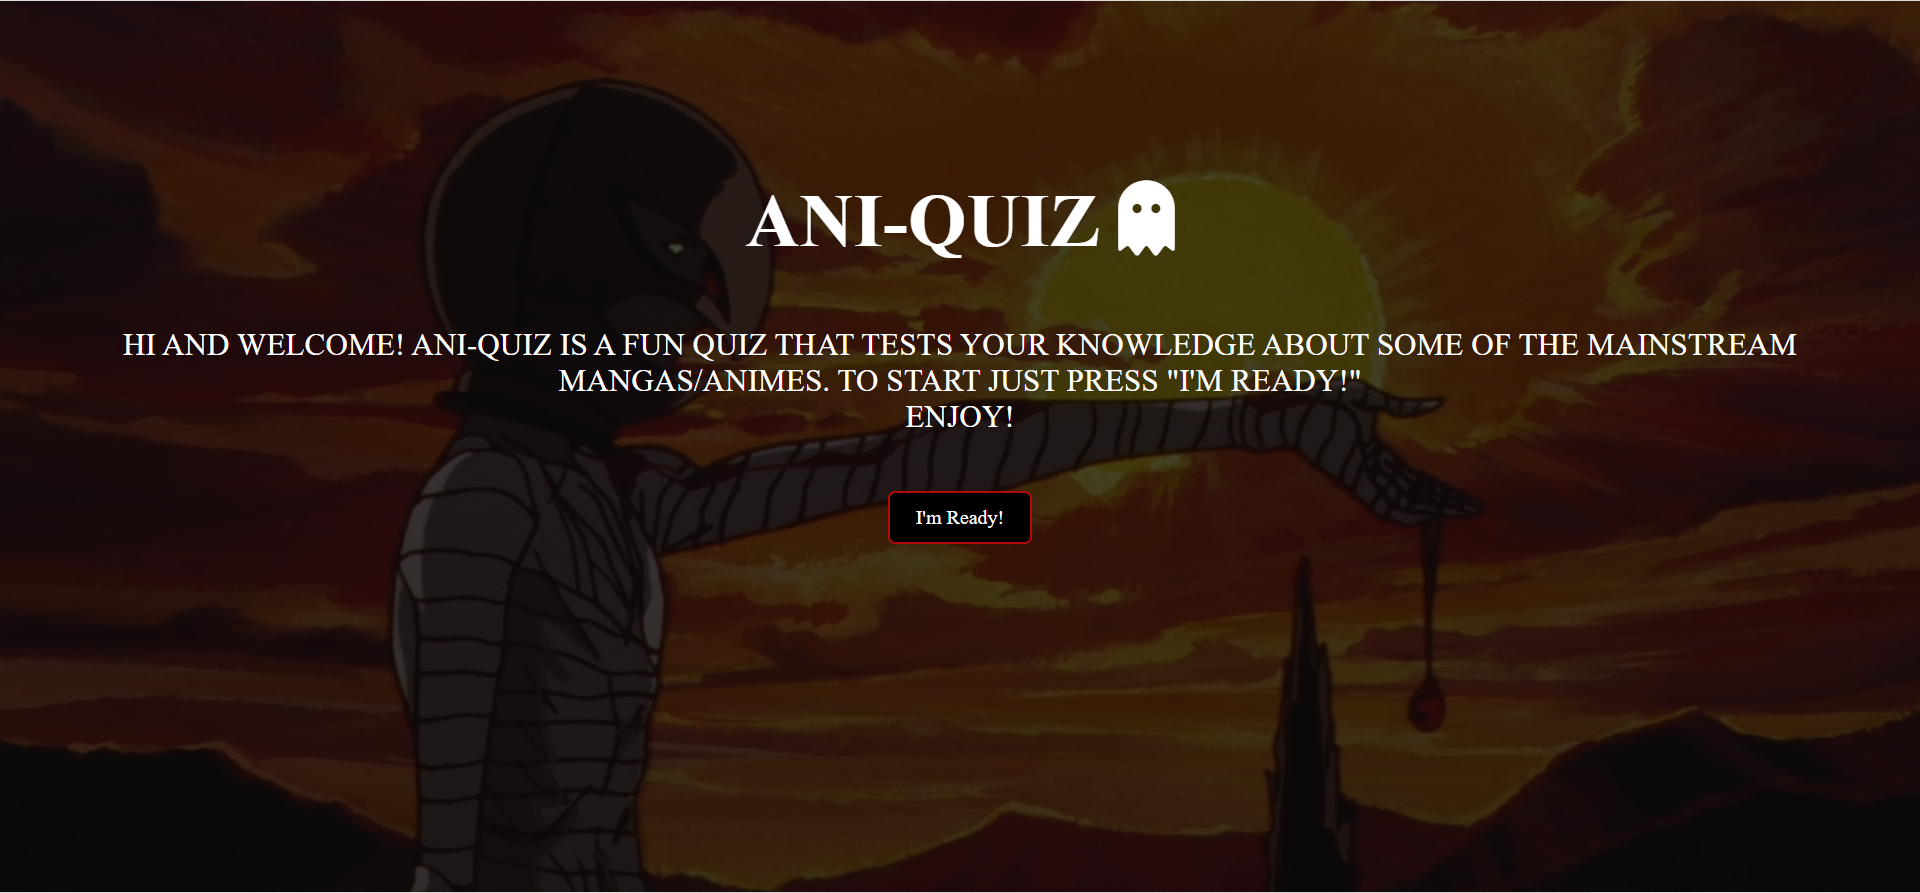 ANI-QUIZ
HI AND WELCOME! ANI-QUIZ IS A FUN QUIZ THAT TESTS YOUR KNOWLEDGE ABOUT SOME OF THE MAINSTREAM
MANGAS/ANIMES. TO START JUST PRESS "I'M READY!"
ENJOY!
I'm Ready!